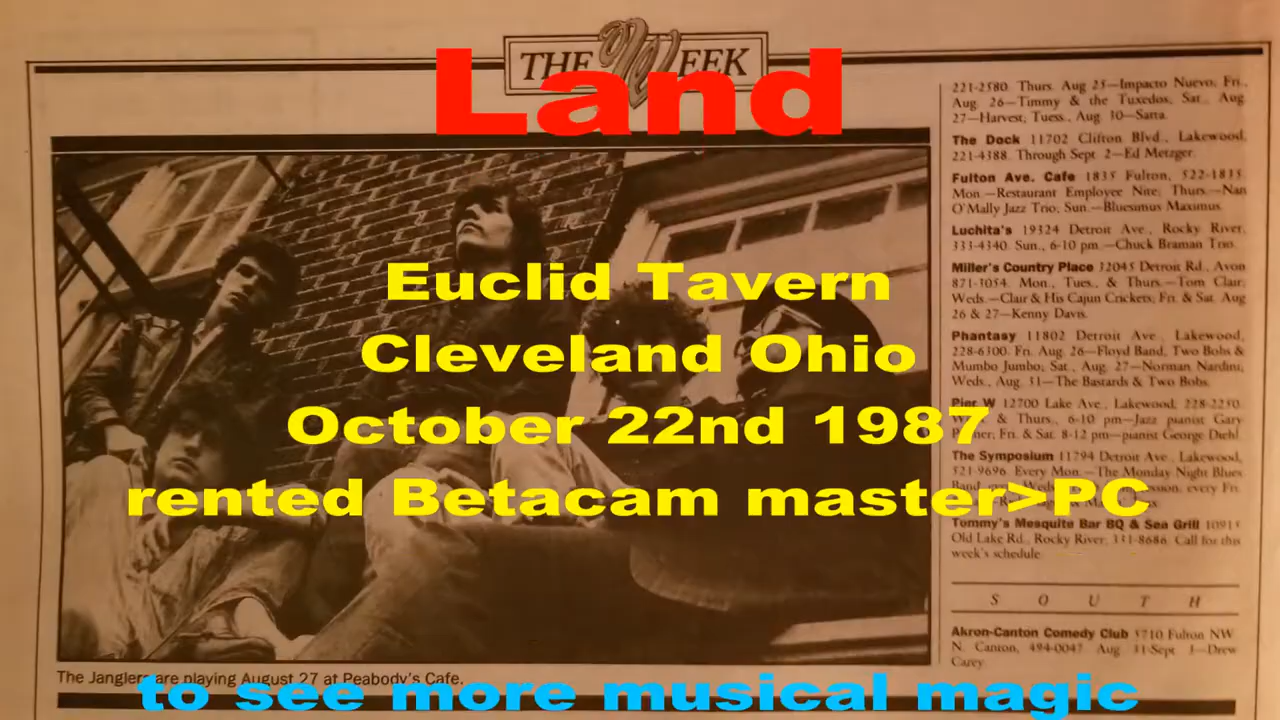 THE WEEK
Land
Euclid Tavern
Cleveland Ohio
October 22nd 1987
rented Betacam master>PC
The Janglers are playing August 27 at Peabody's Cafe.
to see more musical magic
221-2580. Thurs. Aug 25—Impacto Nuevo, Fri.,
Aug. 26—Timmy & the Tuxedos, Sat., Aug.
27—Harvest, Tues., Aug. 30—Satta.
The Dock 11702 Clifton Blvd., Lakewood,
221-4388. Through Sept. 2—Ed Metzger.
Fulton Ave. Cafe 1835 Fulton, 522-1835.
Mon.—Restaurant Employee Nite; Thurs.—Nan
O'Mally Jazz Trio; Sun.—Bluesimus Maximus.
Luchita's 19324 Detroit Ave., Rocky River,
333-4340. Sun., 6-10 pm.—Chuck Braman Trio.
Miller's Country Place 32045 Detroit Rd., Avon
871-3054. Mon., Tues., & Thurs.—Tom Clair;
Weds.—Clair & His Cajun Crickets; Fri. & Sat. Aug
26 & 27—Kenny Davis.
Phantasy 11802 Detroit Ave., Lakewood,
228-6300. Fri. Aug. 26—Floyd Band, Two Bobs &
Mumbo Jumbo; Sat., Aug. 27—Norman Nardini;
Weds., Aug. 31—The Bastards & Two Bobs.
Pier W 12700 Lake Ave., Lakewood, 228-2250.
& Thurs., 6-10 pm—Jazz pianist Gary
Fri. & Sat. 8-12 pm—pianist George Diehl.
The Symposium 11794 Detroit Ave., Lakewood,
521-9696. Every Mon.—The Monday Night Blues
Band every Fri.
Tommy's Mesquite Bar BQ & Sea Grill 10915
Old Lake Rd., Rocky River, 331-8686. Call for this
week's schedule.
SOUTH
Akron-Canton Comedy Club 5710 Fulton NW
N. Canton, 494-0047. Aug 31-Sept. 3—Drew
Carey